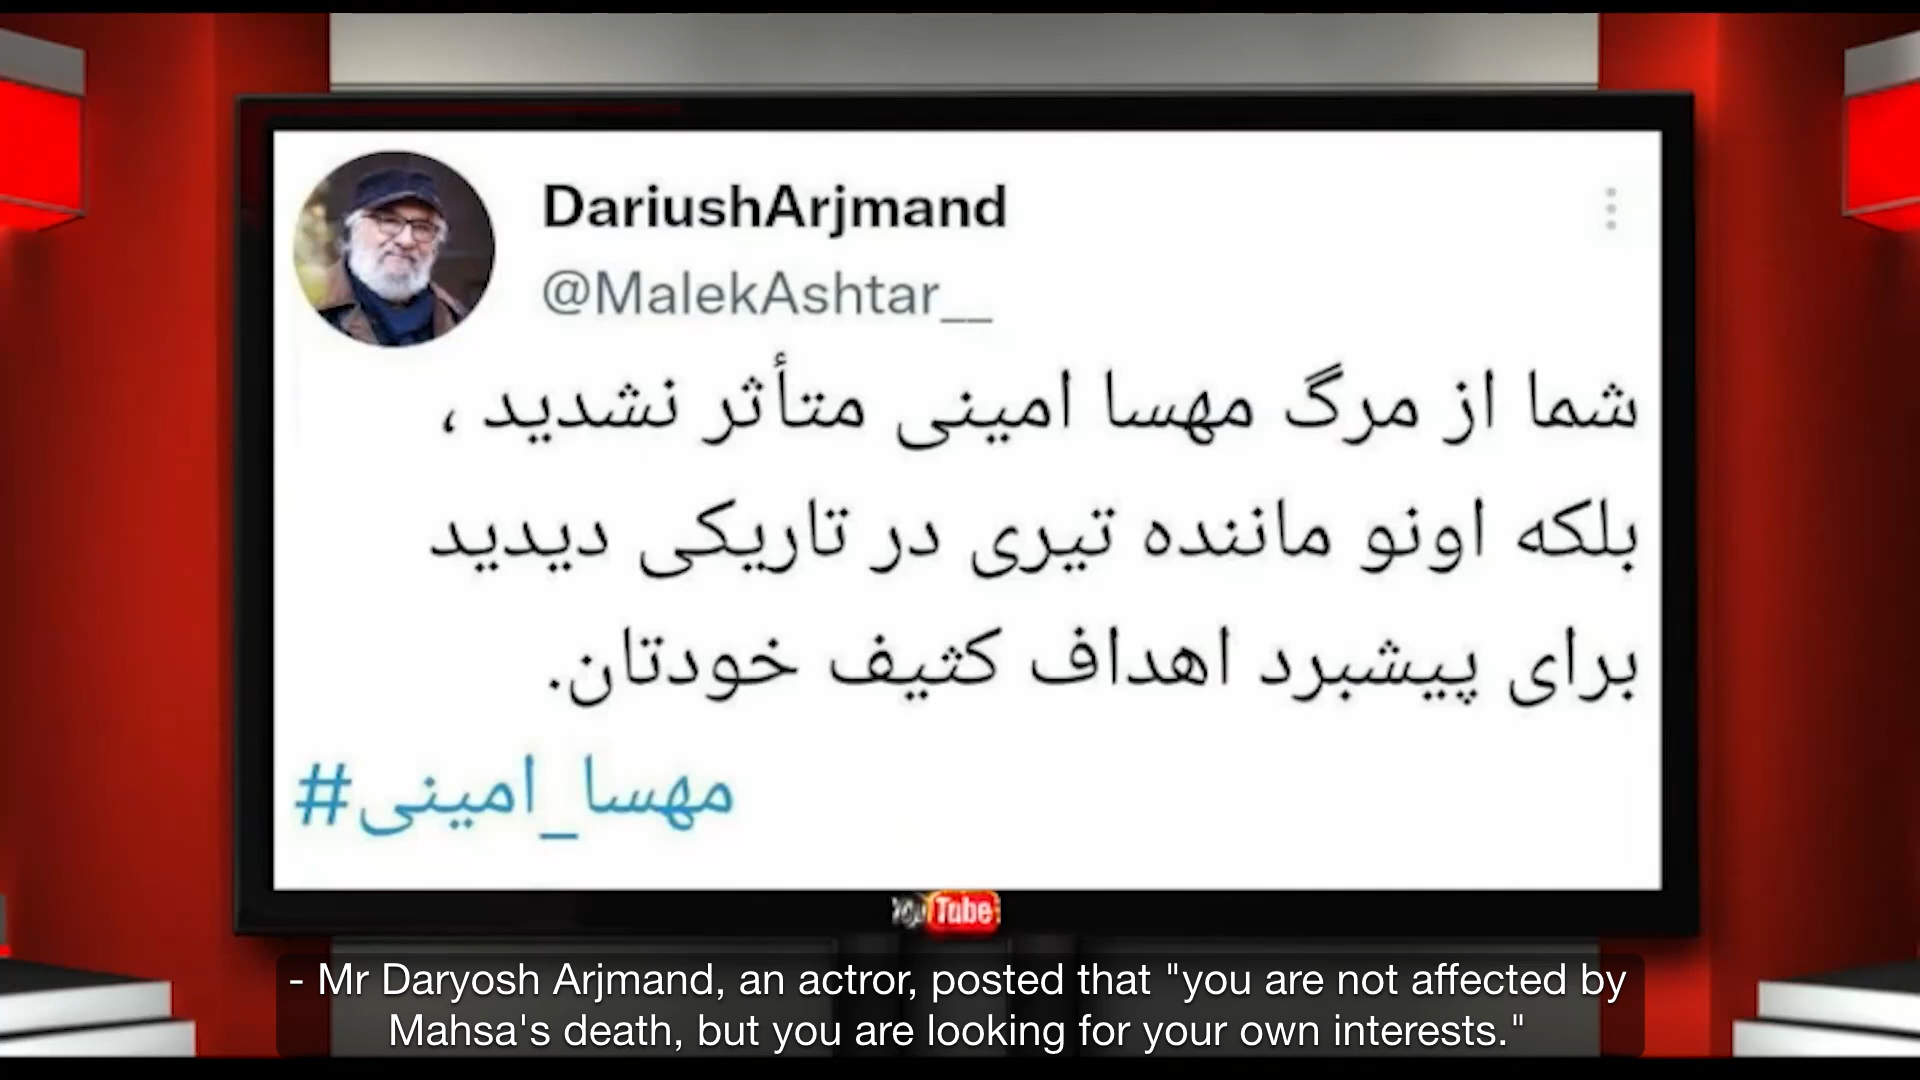 DariushArjmand
@MalekAshtar__
شما از مرگ مهسا امینی متأثر نشدید ،
بلکه اونو ماننده تیری در تاریکی دیدید
برای پیشبرد اهداف کثیف خودتان.
#مهسا_امینی
YouTube
- Mr Daryosh Arjmand, an actror, posted that "you are not affected by
Mahsa's death, but you are looking for your own interests."